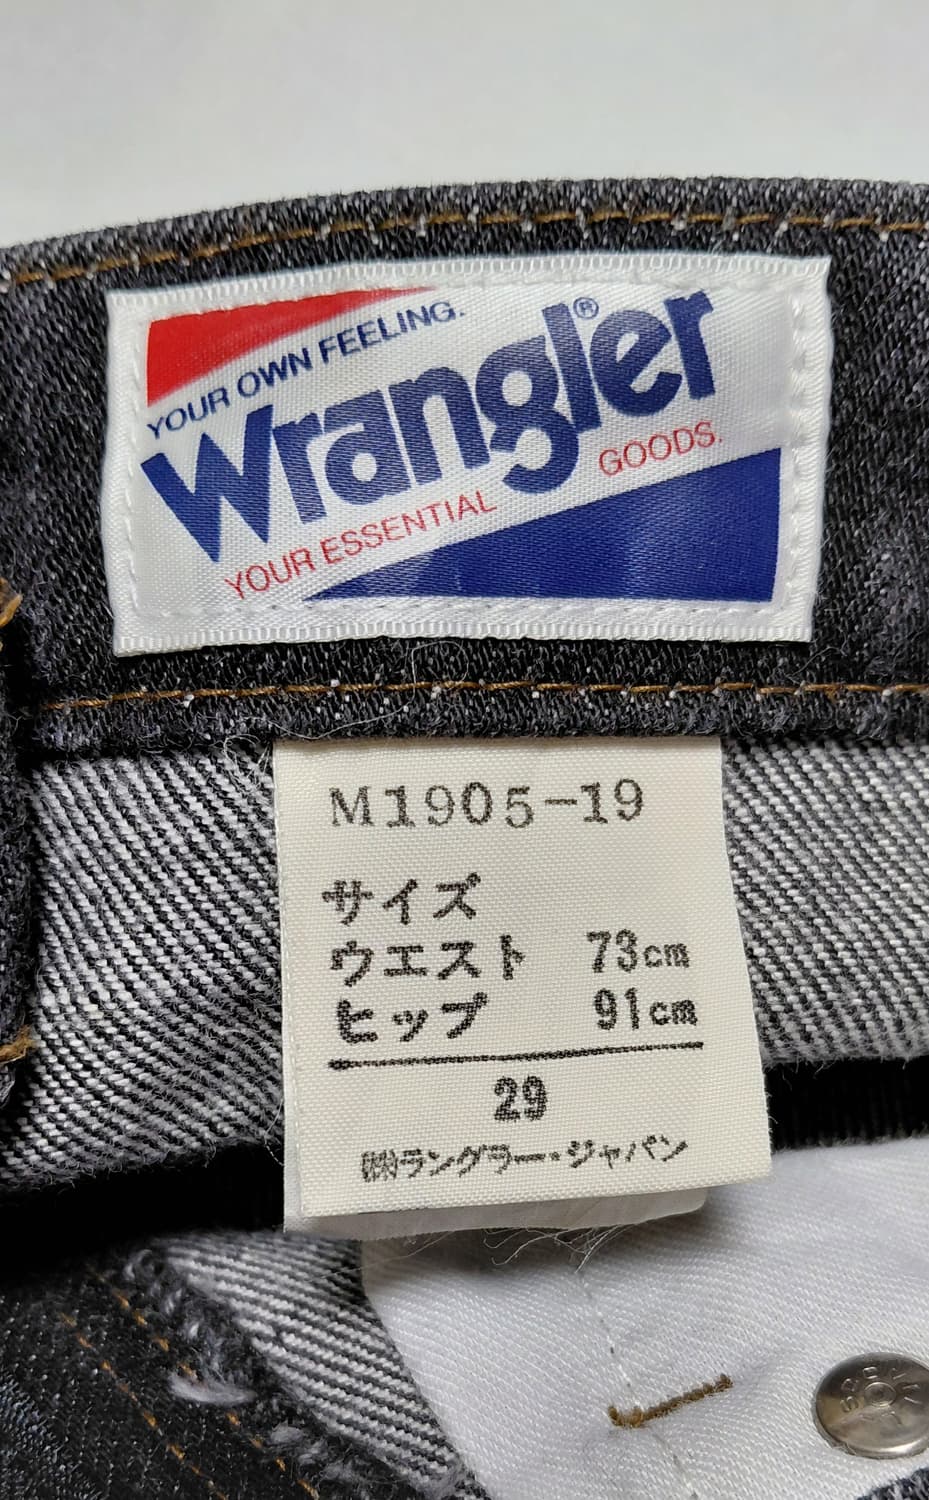 YOUR OWN FEELING.
Wrangler®
YOUR ESSENTIAL GOODS.
M1905-19
サイズ
ウエスト 73cm
ヒップ 91cm
29
㈱ラングラー・ジャパン